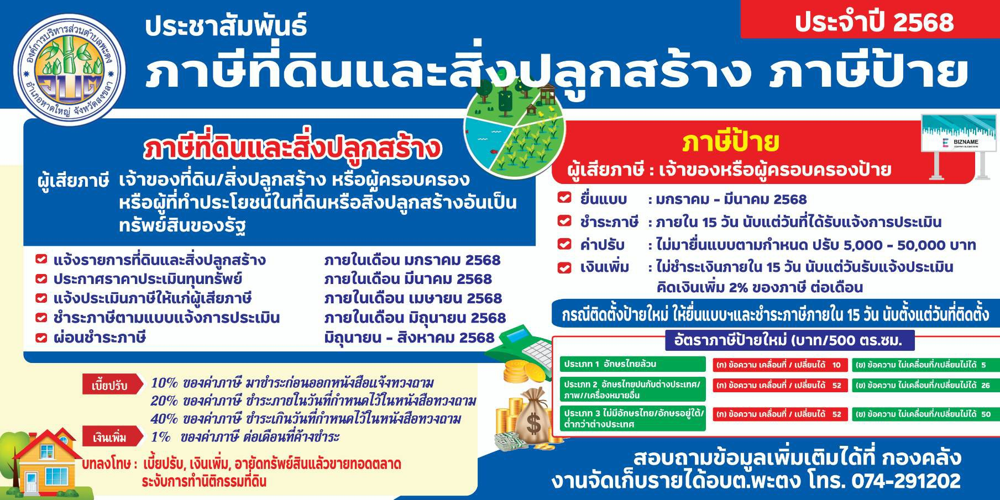 องค์การบริหารส่วนตำบลพะตง
อบต
อำเภอหาดใหญ่ จังหวัดสงขลา
ประชาสัมพันธ์
ประจำปี 2568
ภาษีที่ดินและสิ่งปลูกสร้าง ภาษีป้าย
ภาษีที่ดินและสิ่งปลูกสร้าง
ผู้เสียภาษี เจ้าของที่ดิน/สิ่งปลูกสร้าง หรือผู้ครอบครอง
หรือผู้ที่ทำประโยชน์ในที่ดินหรือสิ่งปลูกสร้างอันเป็น
ทรัพย์สินของรัฐ
แจ้งรายการที่ดินและสิ่งปลูกสร้าง ภายในเดือน มกราคม 2568
ประกาศราคาประเมินทุนทรัพย์ ภายในเดือน มีนาคม 2568
แจ้งประเมินภาษีให้แก่ผู้เสียภาษี ภายในเดือน เมษายน 2568
ชำระภาษีตามแบบแจ้งการประเมิน ภายในเดือน มิถุนายน 2568
ผ่อนชำระภาษี มิถุนายน - สิงหาคม 2568
เบี้ยปรับ 10% ของค่าภาษี มาชำระก่อนออกหนังสือแจ้งทวงถาม
20% ของค่าภาษี ชำระภายในวันที่กำหนดไว้ในหนังสือทวงถาม
40% ของค่าภาษี ชำระเกินวันที่กำหนดไว้ในหนังสือทวงถาม
เงินเพิ่ม 1% ของค่าภาษี ต่อเดือนที่ค้างชำระ
บทลงโทษ : เบี้ยปรับ, เงินเพิ่ม, อายัดทรัพย์สินแล้วขายทอดตลาด
ระงับการทำนิติกรรมที่ดิน
ภาษีป้าย
E BIZNAME
COMPANY SLOGAN HERE
ผู้เสียภาษี : เจ้าของหรือผู้ครอบครองป้าย
ยื่นแบบ : มกราคม - มีนาคม 2568
ชำระภาษี : ภายใน 15 วัน นับแต่วันที่ได้รับแจ้งการประเมิน
ค่าปรับ : ไม่มายื่นแบบตามกำหนด ปรับ 5,000 - 50,000 บาท
เงินเพิ่ม : ไม่ชำระเงินภายใน 15 วัน นับแต่วันรับแจ้งประเมิน
คิดเงินเพิ่ม 2% ของภาษี ต่อเดือน
กรณีติดตั้งป้ายใหม่ ให้ยื่นแบบฯและชำระภาษีภายใน 15 วัน นับตั้งแต่วันที่ติดตั้ง
อัตราภาษีป้ายใหม่ (บาท/500 ตร.ซม.
ประเภท 1 อักษรไทยล้วน (ก) ข้อความ เคลื่อนที่ / เปลี่ยนได้ 10 (ข) ข้อความ ไม่เคลื่อนที่/เปลี่ยนไม่ได้ 5
ประเภท 2 อักษรไทยปนกับต่างประเทศ/ (ก) ข้อความ เคลื่อนที่ / เปลี่ยนได้ 52 (ข) ข้อความ ไม่เคลื่อนที่/เปลี่ยนไม่ได้ 26
ภาพ//เครื่องหมายอื่น
ประเภท 3 ไม่มีอักษรไทย/อักษรอยู่ใต้/ (ก) ข้อความ เคลื่อนที่ / เปลี่ยนได้ 52 (ข) ข้อความ ไม่เคลื่อนที่/เปลี่ยนไม่ได้ 50
ต่ำกว่าต่างประเทศ
$
สอบถามข้อมูลเพิ่มเติมได้ที่ กองคลัง
งานจัดเก็บรายได้อบต.พะตง โทร. 074-291202